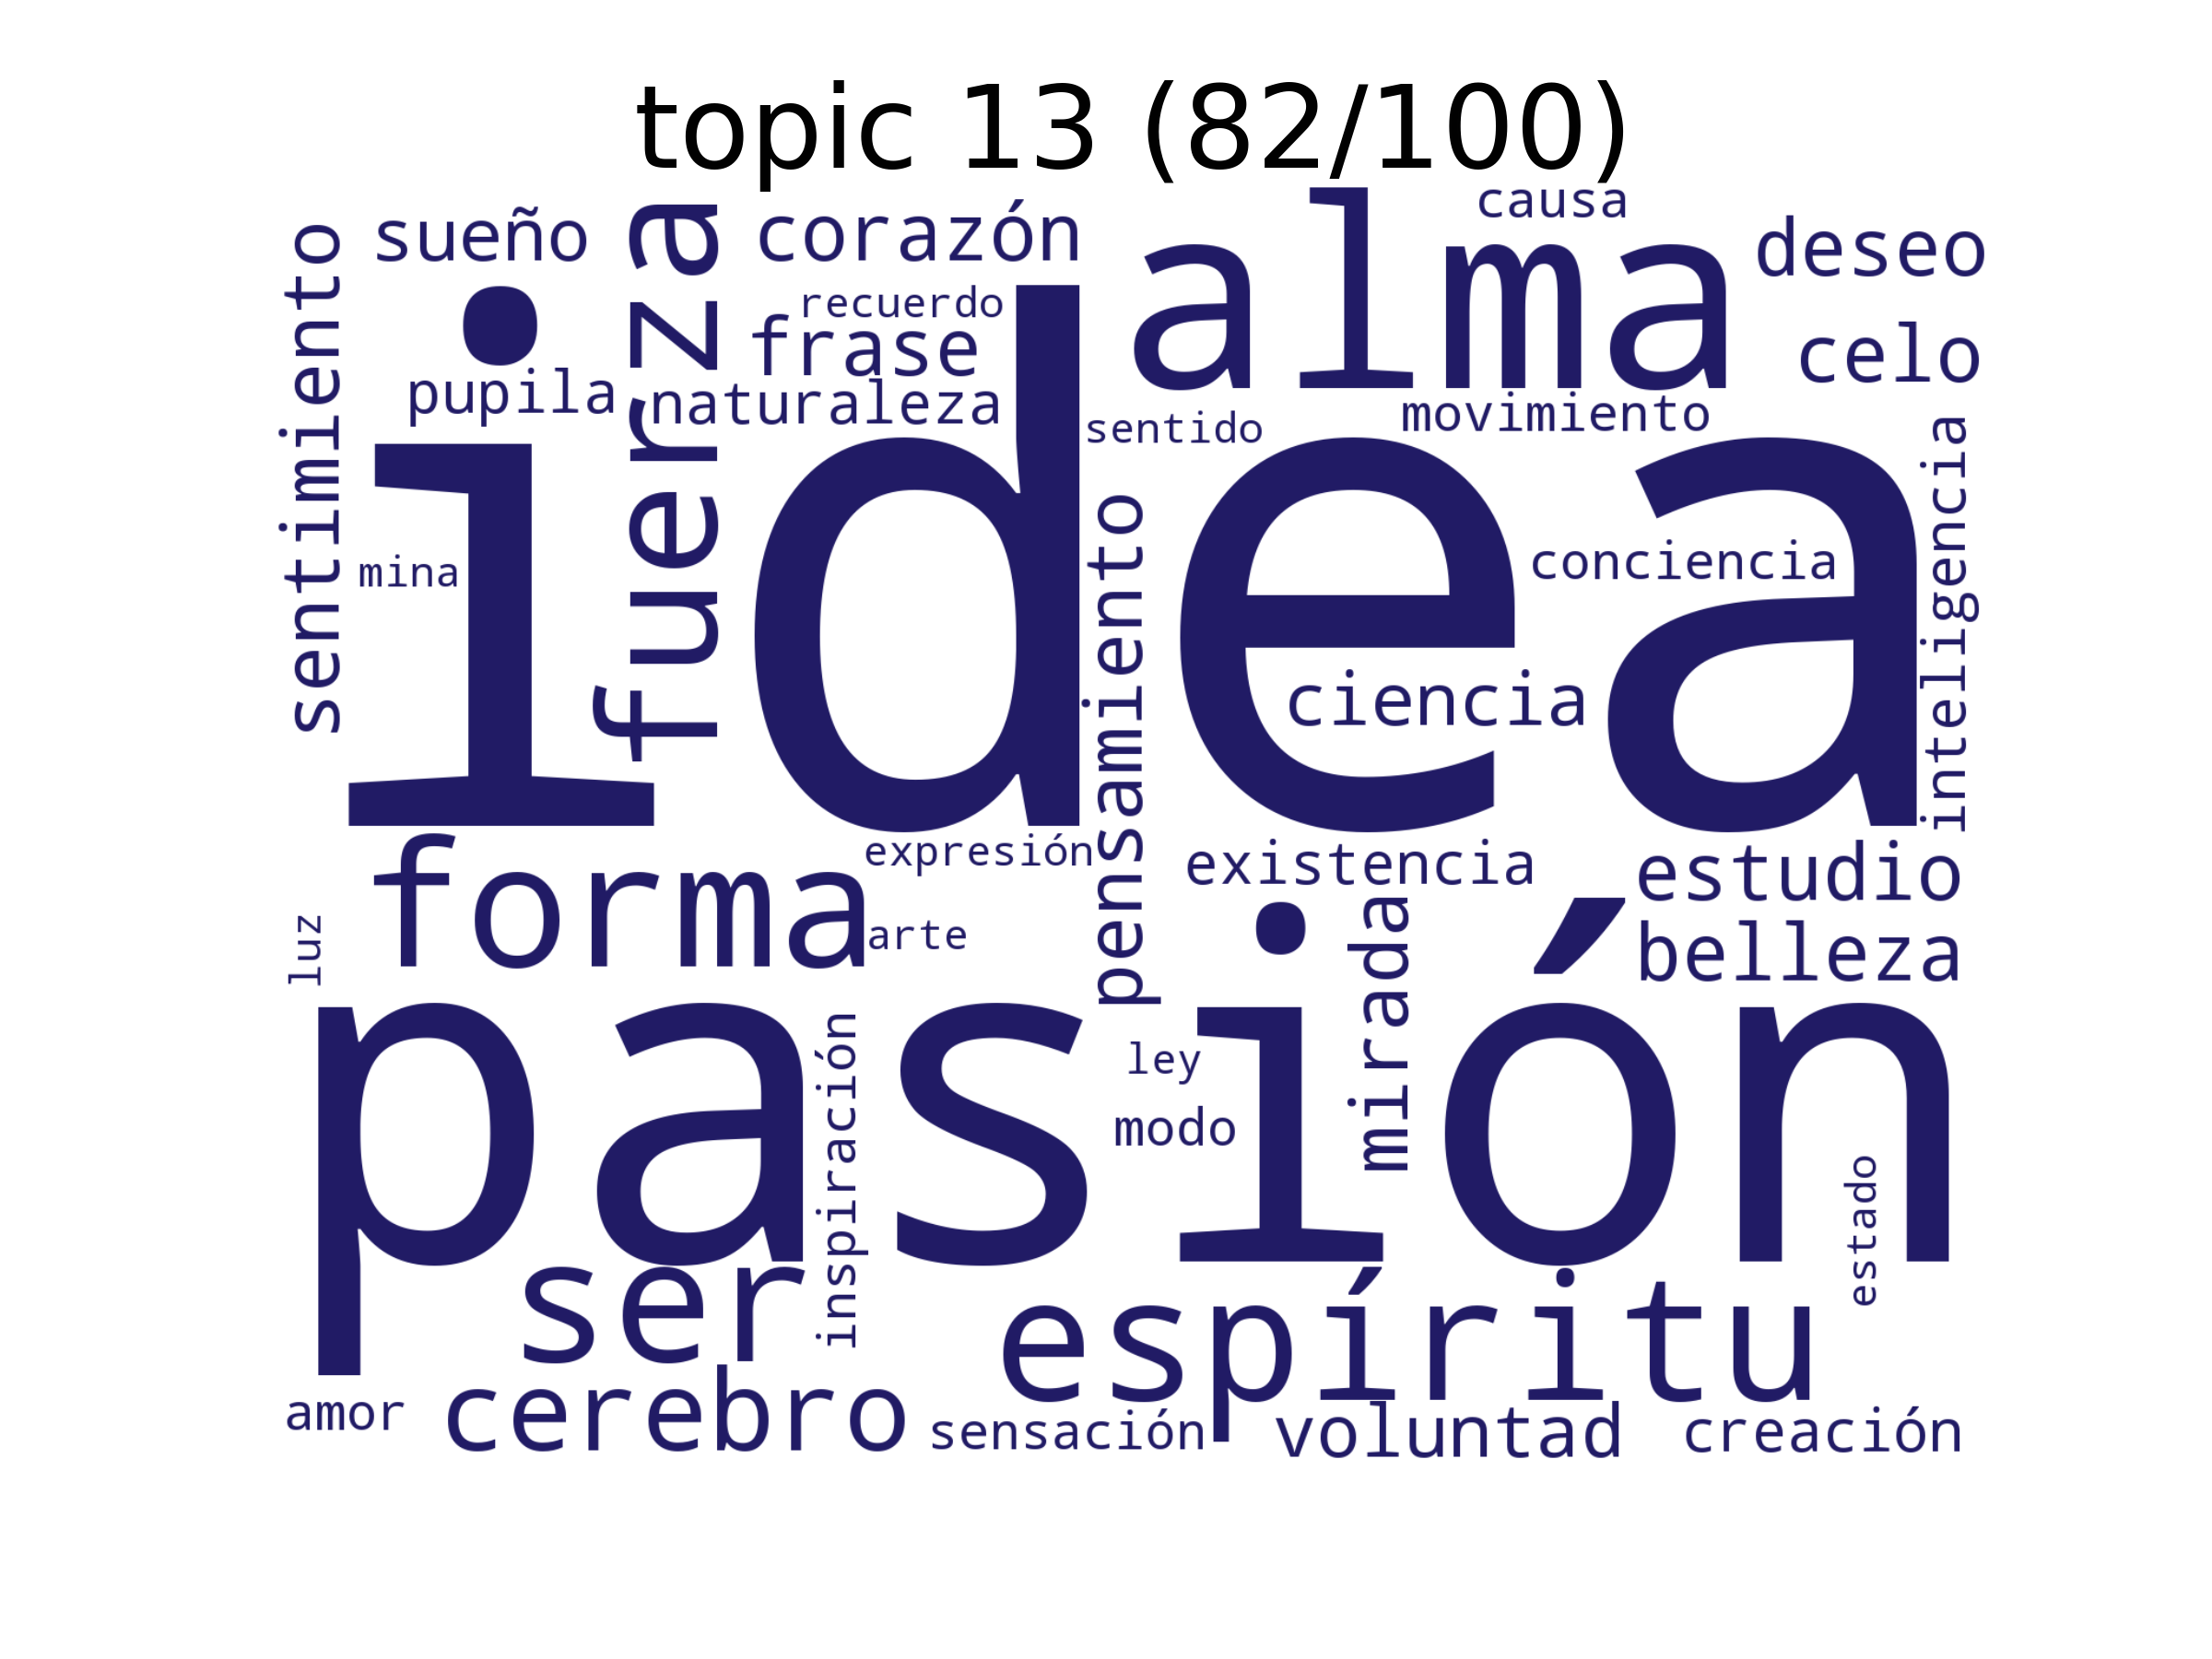 topic 13 (82/100)
causa
sueño
corazón
alma
deseo
sentimiento
fuerza
recuerdo
frase
celo
pupila
naturaleza
sentido
movimiento
idea
mina
pensamiento
conciencia
inteligencia
ciencia
forma
expresión
existencia
estudio
luz
arte
mirada
belleza
pasión
inspiración
ley
modo
estado
ser
espíritu
amor
cerebro
sensación
voluntad
creación